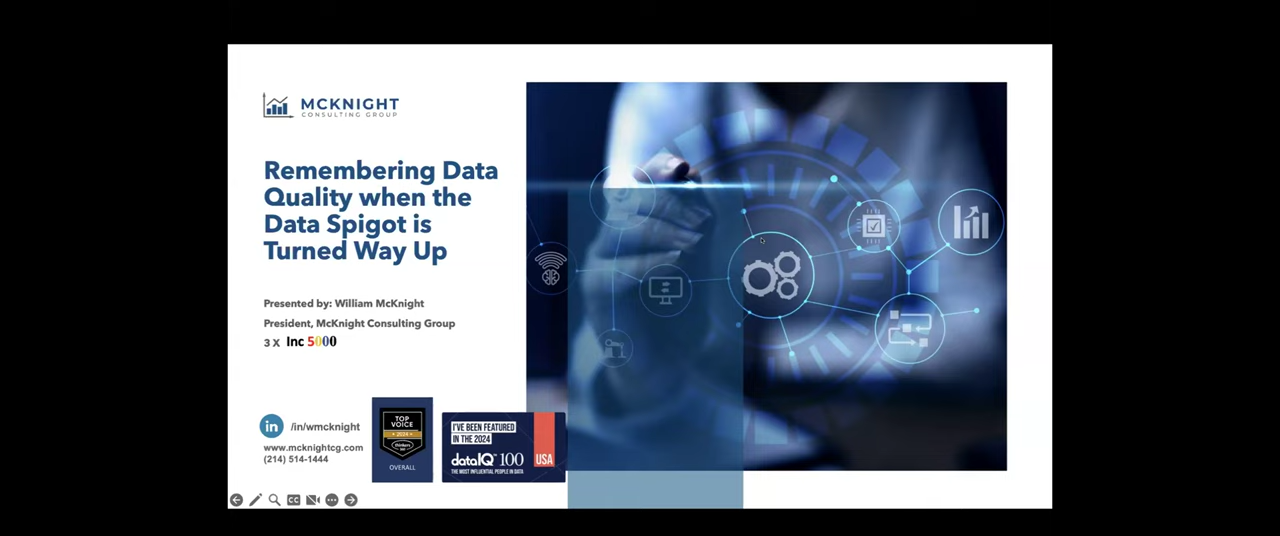 MCKNIGHT
CONSULTING GROUP
Remembering Data
Quality when the
Data Spigot is
Turned Way Up
Presented by: William McKnight
President, McKnight Consulting Group
3 X Inc 5000
in /in/wmcknight
www.mcknightcg.com
(214) 514-1444
TOP
VOICE
2024
OVERALL
I'VE BEEN FEATURED
IN THE 2024
dataIQ 100
THE MOST INFLUENTIAL PEOPLE IN DATA
USA
CC